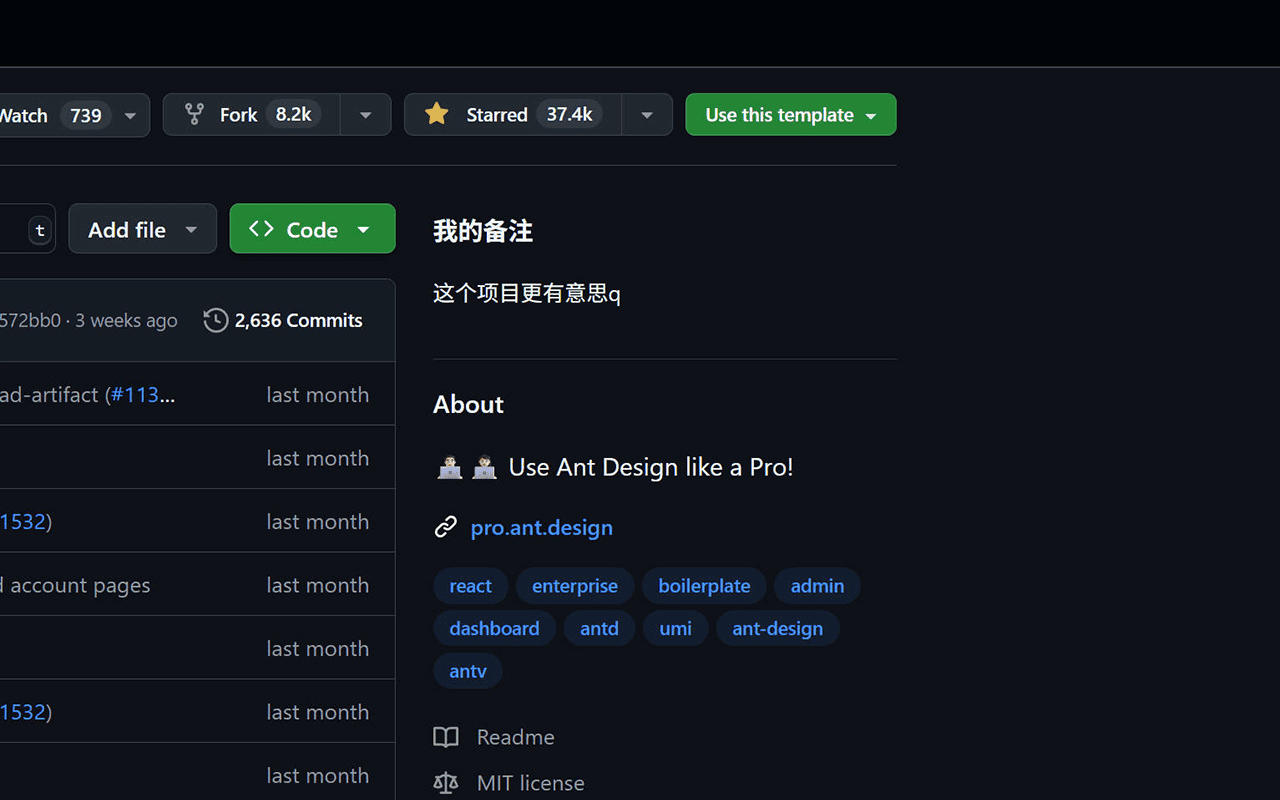 Watch 739 Fork 8.2k Starred 37.4k Use this template
t Add file Code
572bb0 · 3 weeks ago 2,636 Commits
ad-artifact (#113... last month
last month
1532) last month
d account pages last month
last month
1532) last month
last month
我的备注
这个项目更有意思q
About
Use Ant Design like a Pro!
pro.ant.design
react enterprise boilerplate admin
dashboard antd umi ant-design
antv
Readme
MIT license